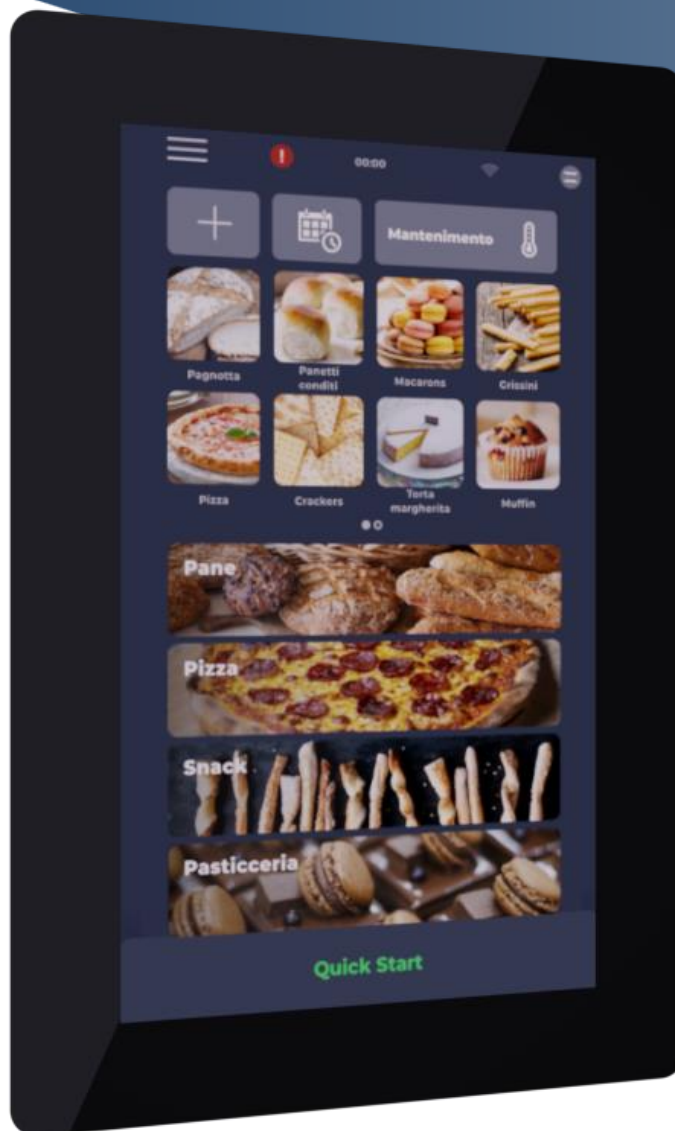 00:00
Mantenimento
Pagnotta
Panetti
conditi
Macarons
Grissini
Pizza
Crackers
Torta
margherita
Muffin
Pane
Pizza
Snack
Pasticceria
Quick Start